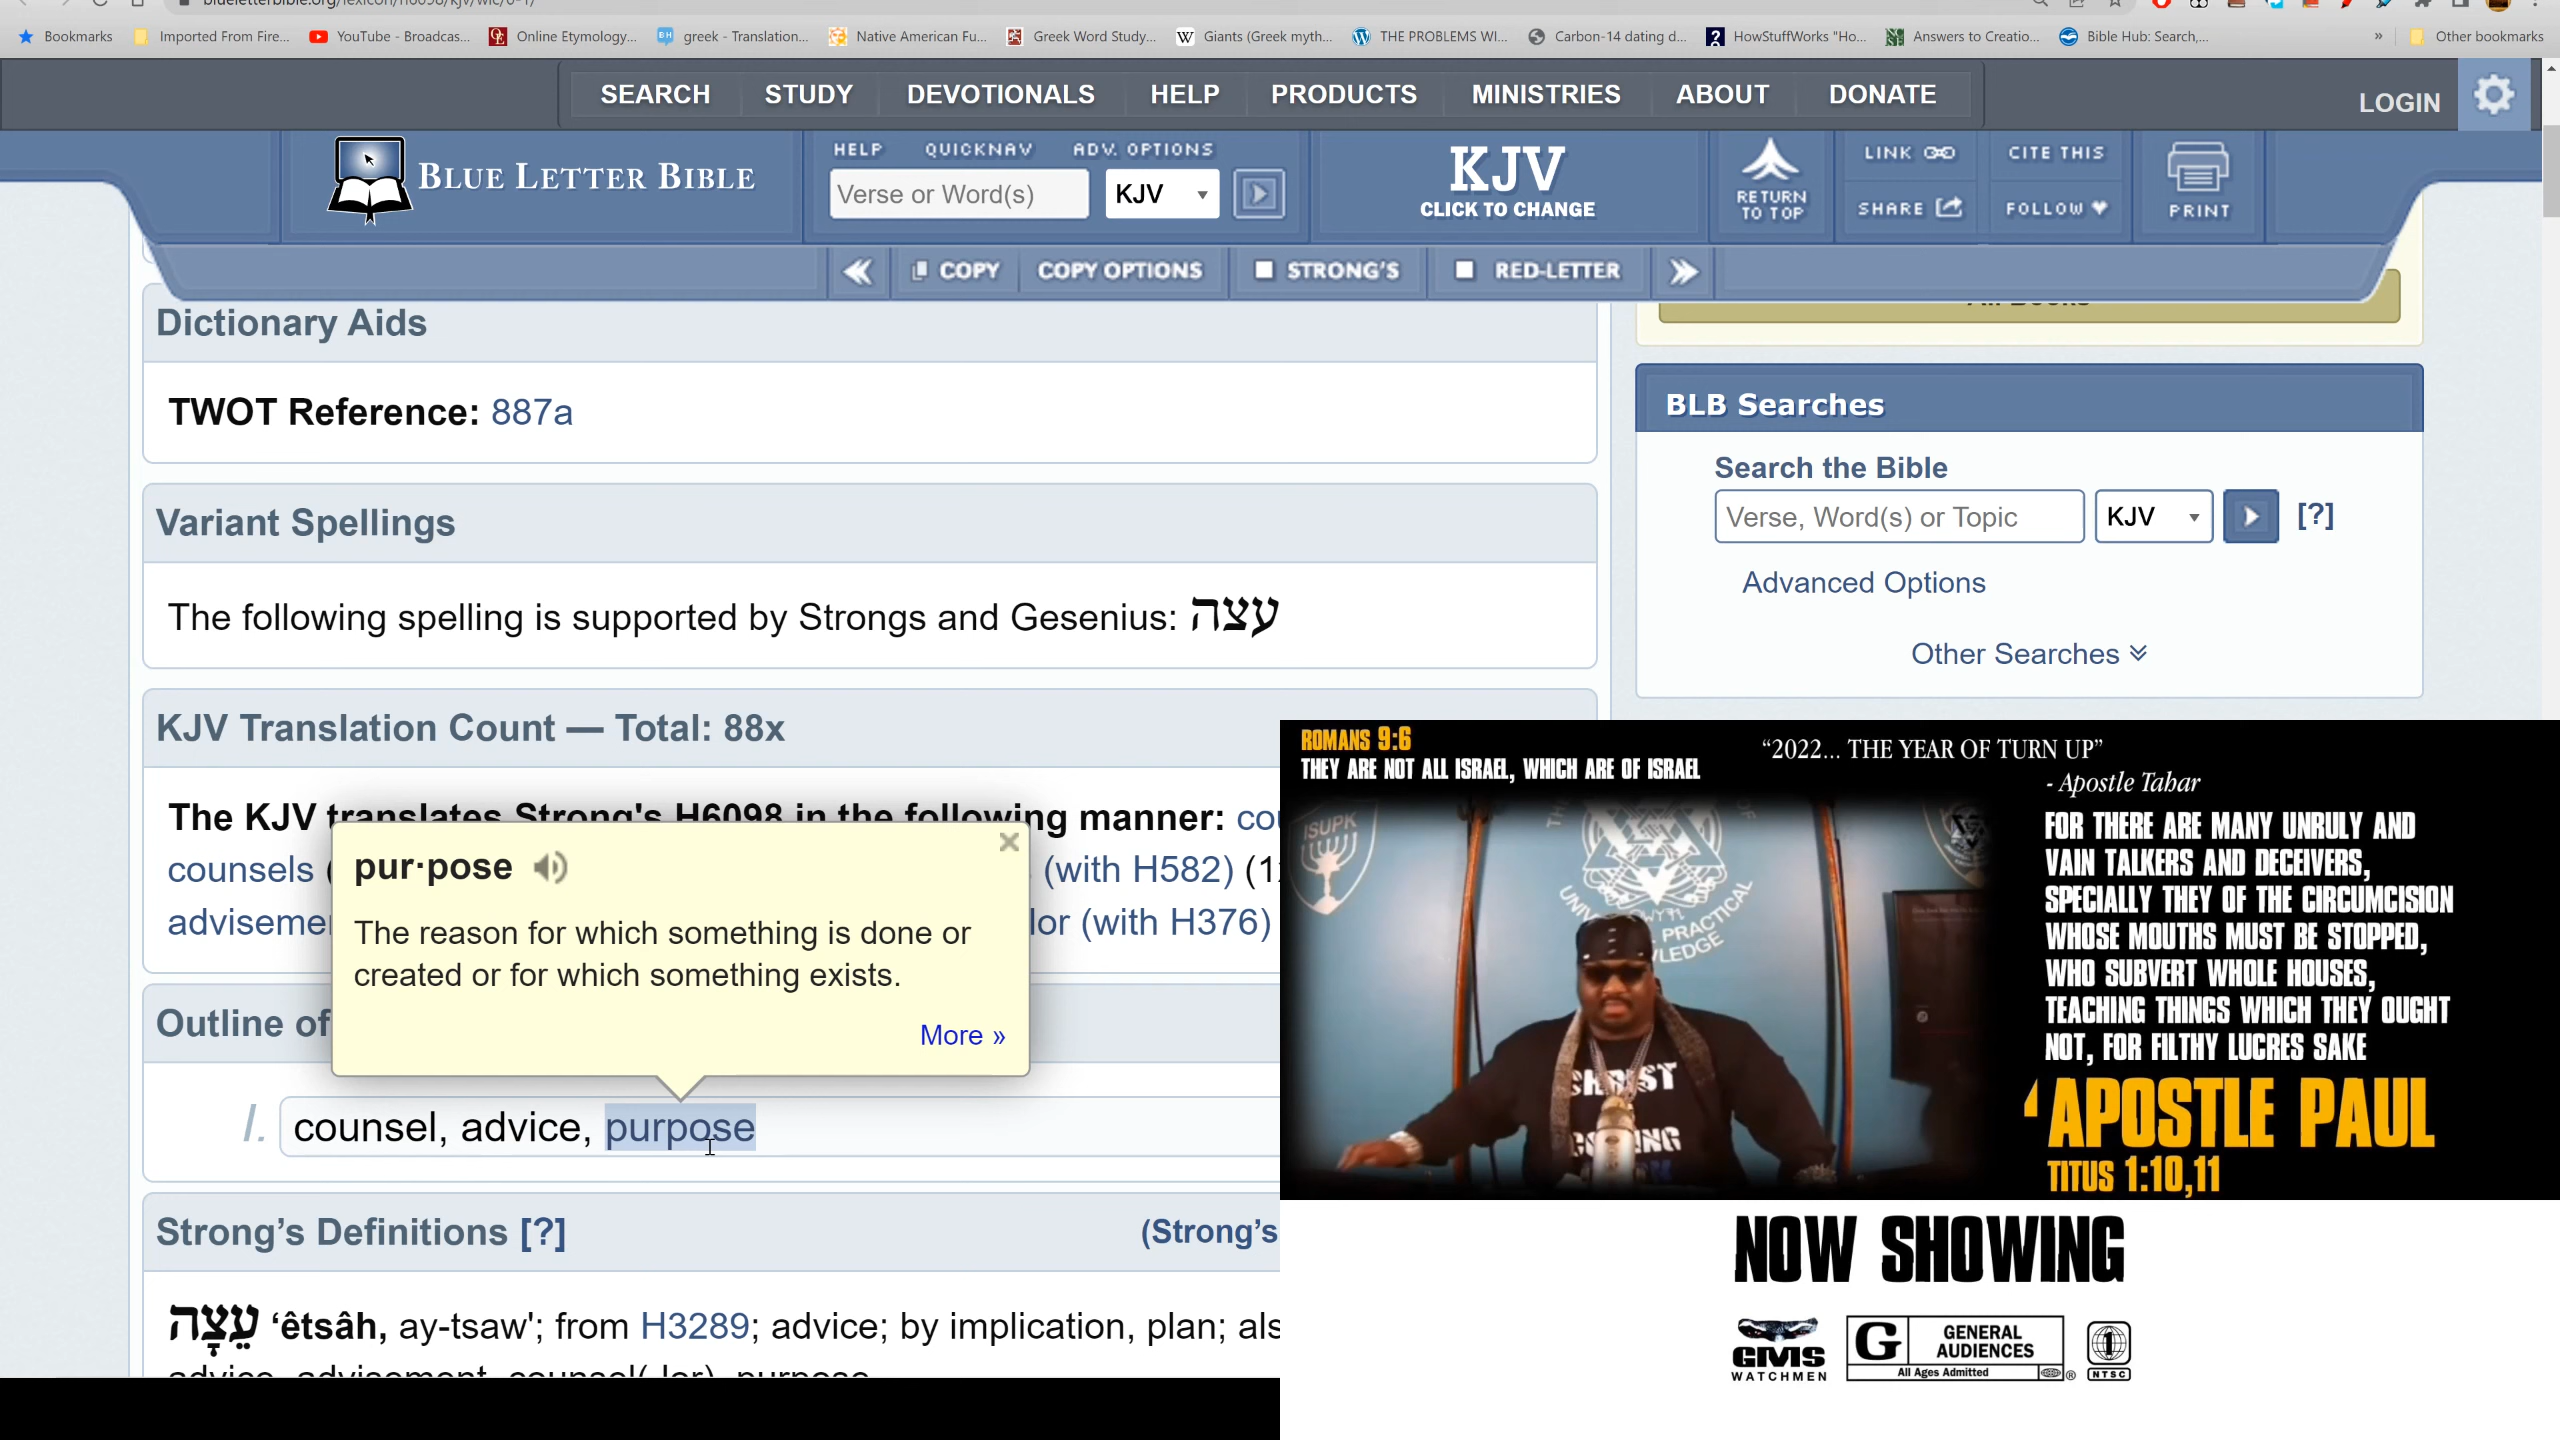 Bookmarks
Imported From Fire...
YouTube - Broadcas...
Online Etymology...
greek - Translation...
Native American Fu...
Greek Word Study...
Giants (Greek myth...
THE PROBLEMS WI...
Carbon-14 dating d...
HowStuffWorks "Ho...
Answers to Creatio...
Bible Hub: Search,...
»
Other bookmarks
SEARCH
STUDY
DEVOTIONALS
HELP
PRODUCTS
MINISTRIES
ABOUT
DONATE
LOGIN
BLUE LETTER BIBLE
HELP QUICKNAV ADV. OPTIONS
Verse or Word(s)
KJV
KJV
CLICK TO CHANGE
RETURN
TO TOP
LINK
CITE THIS
SHARE
FOLLOW
PRINT
COPY
COPY OPTIONS
STRONG'S
RED-LETTER
Dictionary Aids
TWOT Reference: 887a
Variant Spellings
The following spelling is supported by Strongs and Gesenius: עצה
KJV Translation Count — Total: 88x
The KJV translates Strong's H6098 in the following manner:
counsels
(with H582)
(with H376)
pur·pose
The reason for which something is done or
created or for which something exists.
More »
Outline of
I. counsel, advice, purpose
Strong's Definitions [?]
(Strong's
עֵצָה ʻêtsâh, ay-tsaw'; from H3289; advice; by implication, plan;
advice, advisement, counsel(-lor), purpose
BLB Searches
Search the Bible
Verse, Word(s) or Topic
KJV
[?]
Advanced Options
Other Searches
ROMANS 9:6
THEY ARE NOT ALL ISRAEL, WHICH ARE OF ISRAEL
“2022... THE YEAR OF TURN UP”
- Apostle Tahar
FOR THERE ARE MANY UNRULY AND
VAIN TALKERS AND DECEIVERS,
SPECIALLY THEY OF THE CIRCUMCISION
WHOSE MOUTHS MUST BE STOPPED,
WHO SUBVERT WHOLE HOUSES,
TEACHING THINGS WHICH THEY OUGHT
NOT, FOR FILTHY LUCRES SAKE
APOSTLE PAUL
TITUS 1:10,11
ISUPK
PRACTICAL
CHRIST
NOW SHOWING
GMS
WATCHMEN
G
GENERAL
AUDIENCES
All Ages Admitted
®
1
NTSC